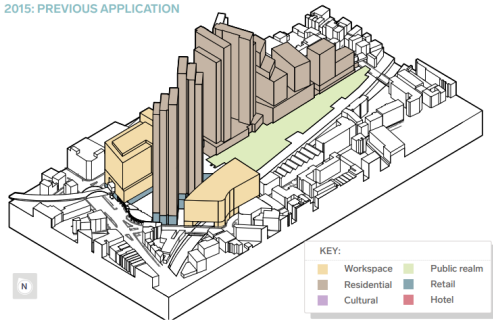 2015: PREVIOUS APPLICATION
N
KEY:
Workspace
Public realm
Residential
Retail
Cultural
Hotel